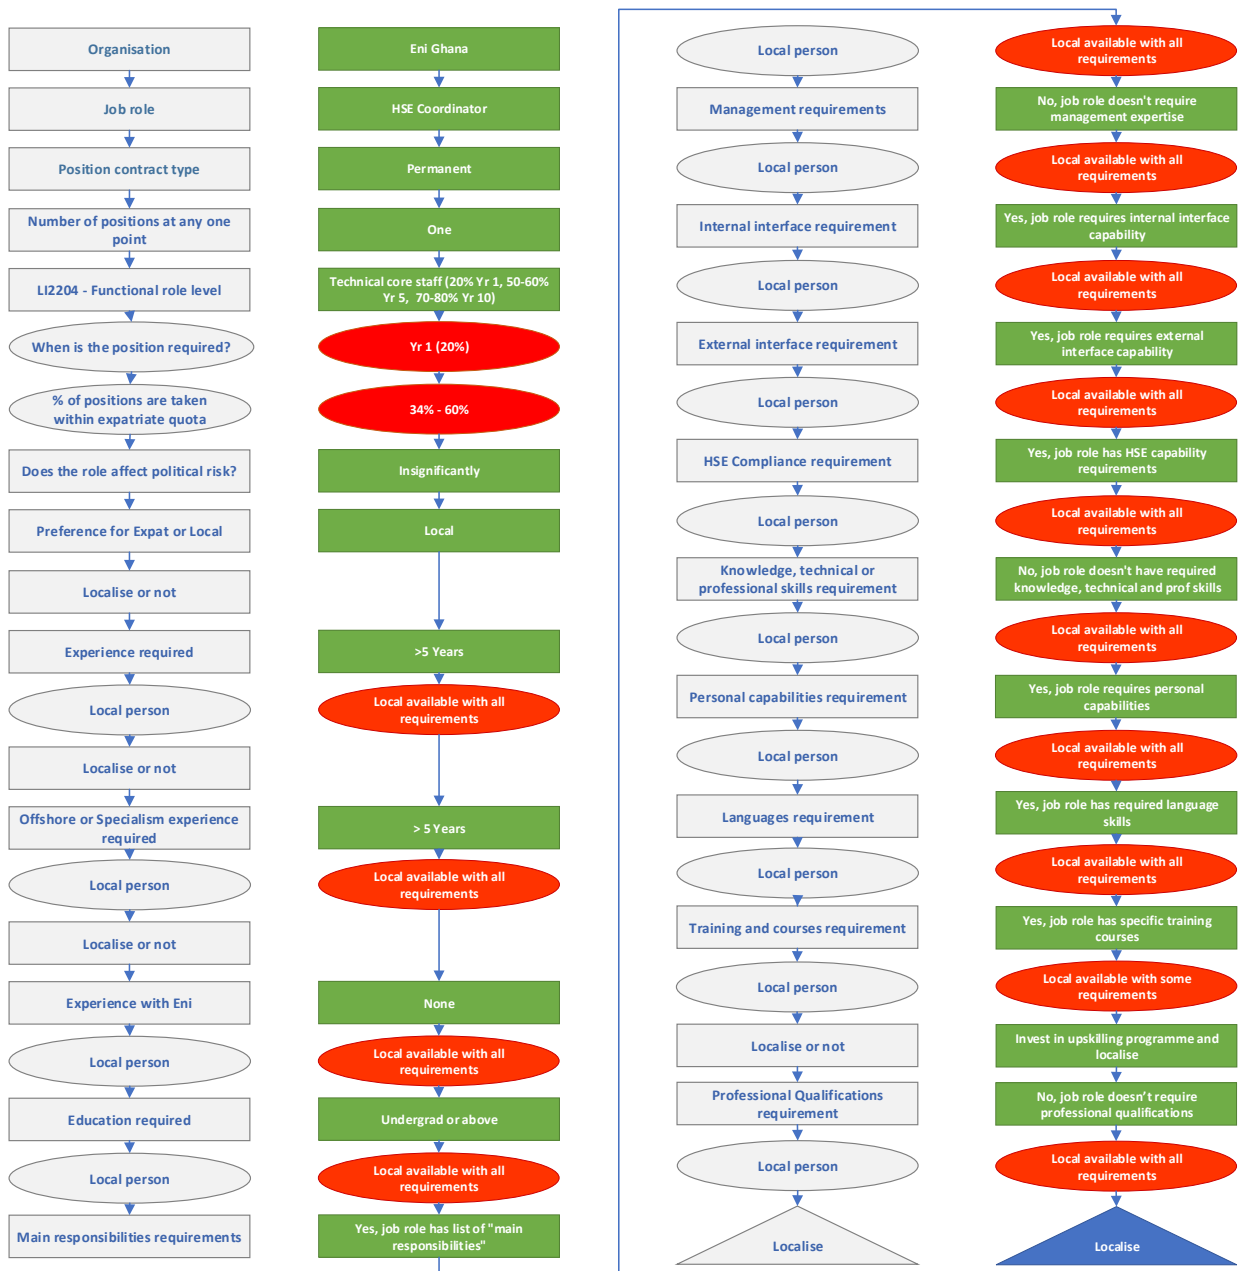 Organisation
Job role
Position contract type
Number of positions at any one
point
LI2204 - Functional role level
When is the position required?
% of positions are taken
within expatriate quota
Does the role affect political risk?
Preference for Expat or Local
Localise or not
Experience required
Local person
Localise or not
Offshore or Specialism experience
required
Local person
Localise or not
Experience with Eni
Local person
Education required
Local person
Main responsibilities requirements
Eni Ghana
HSE Coordinator
Permanent
One
Technical core staff (20% Yr 1, 50-60%
Yr 5, 70-80% Yr 10)
Yr 1 (20%)
34% - 60%
Insignificantly
Local
>5 Years
Local available with all
requirements
> 5 Years
Local available with all
requirements
None
Local available with all
requirements
Undergrad or above
Local available with all
requirements
Yes, job role has list of "main
responsibilities"
Local person
Management requirements
Local person
Internal interface requirement
Local person
External interface requirement
Local person
HSE Compliance requirement
Local person
Knowledge, technical or
professional skills requirement
Local person
Personal capabilities requirement
Local person
Languages requirement
Local person
Training and courses requirement
Local person
Localise or not
Professional Qualifications
requirement
Local person
Localise
Local available with all
requirements
No, job role doesn't require
management expertise
Local available with all
requirements
Yes, job role requires internal interface
capability
Local available with all
requirements
Yes, job role requires external
interface capability
Local available with all
requirements
Yes, job role has HSE capability
requirements
Local available with all
requirements
No, job role doesn't have required
knowledge, technical and prof skills
Local available with all
requirements
Yes, job role requires personal
capabilities
Local available with all
requirements
Yes, job role has required language
skills
Local available with all
requirements
Yes, job role has specific training
courses
Local available with some
requirements
Invest in upskilling programme and
localise
No, job role doesn’t require
professional qualifications
Local available with all
requirements
Localise